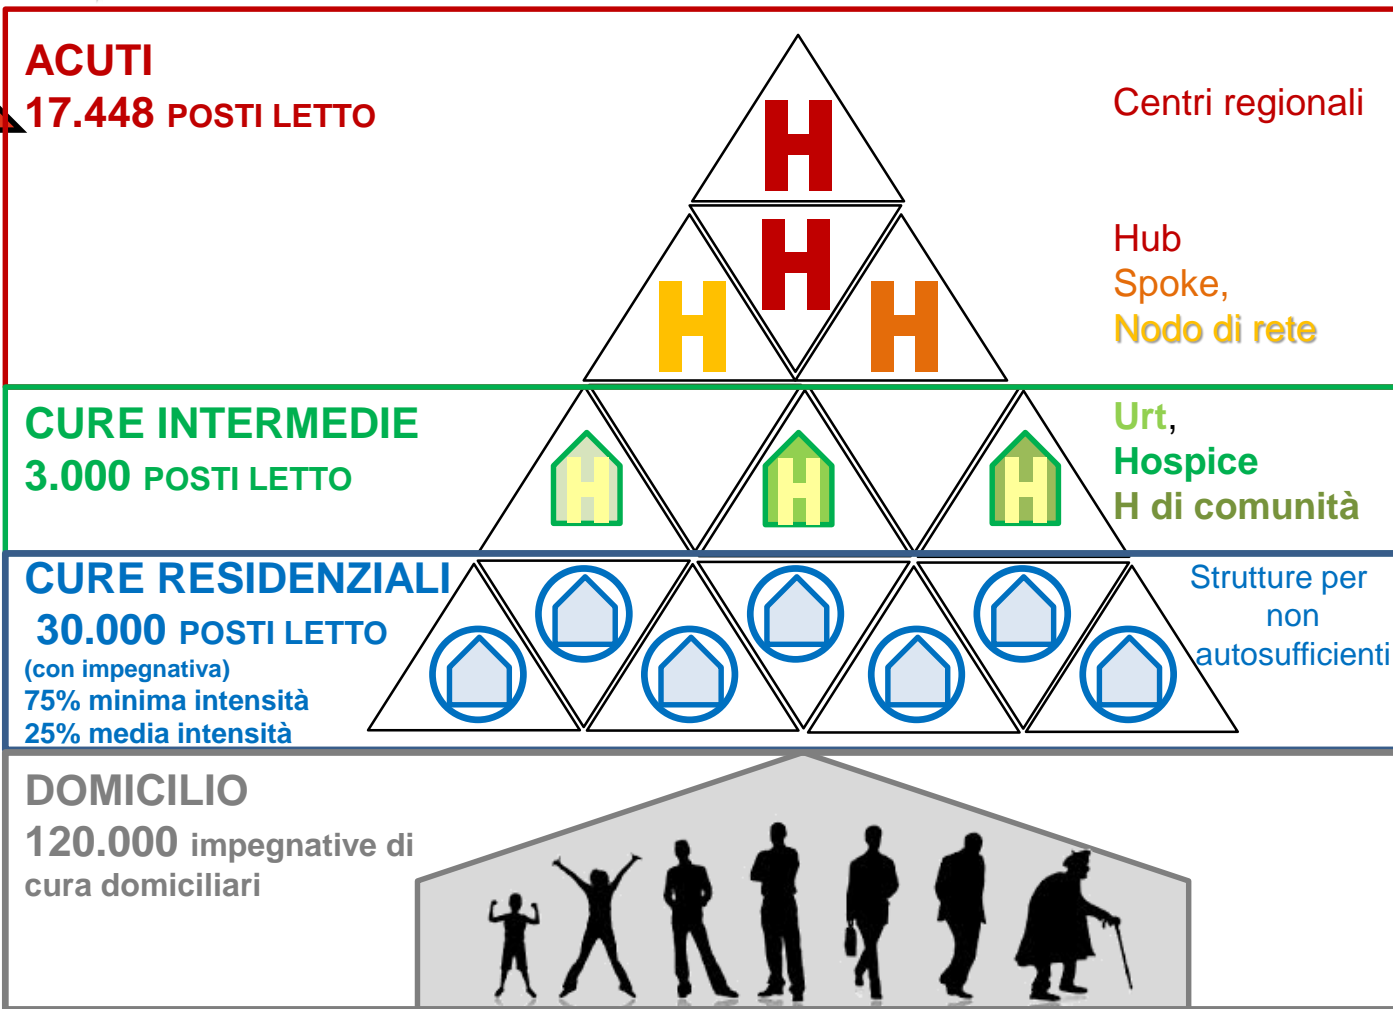 ACUTI
17.448 POSTI LETTO
Centri regionali
H
H
H
H
Hub
Spoke,
Nodo di rete
CURE INTERMEDIE
3.000 POSTI LETTO
H
H
H
Urt,
Hospice
H di comunità
CURE RESIDENZIALI
30.000 POSTI LETTO
(con impegnativa)
75% minima intensità
25% media intensità
Strutture per
non
autosufficienti
DOMICILIO
120.000 impegnative di
cura domiciliari